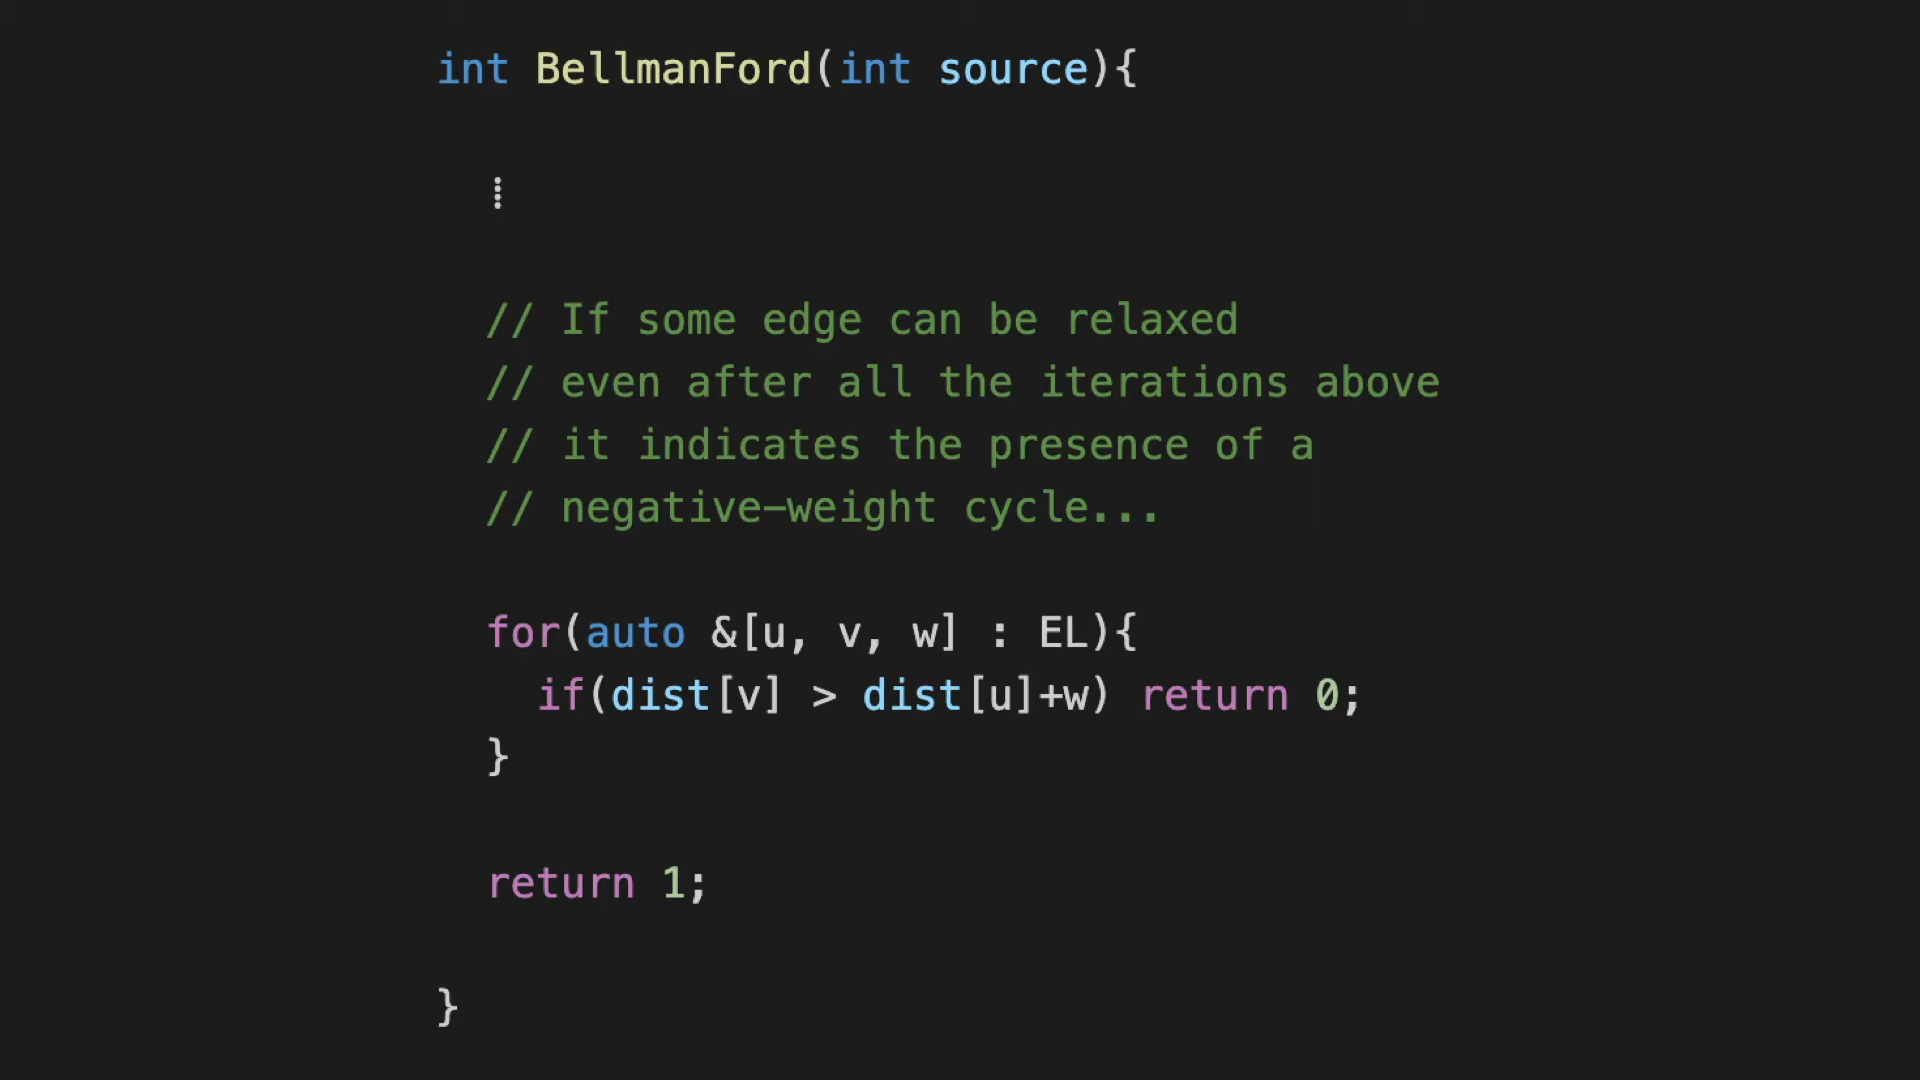 int BellmanFord(int source){
⋮
// If some edge can be relaxed
// even after all the iterations above
// it indicates the presence of a
// negative-weight cycle...
for(auto &[u, v, w] : EL){
if(dist[v] > dist[u]+w) return 0;
}
return 1;
}